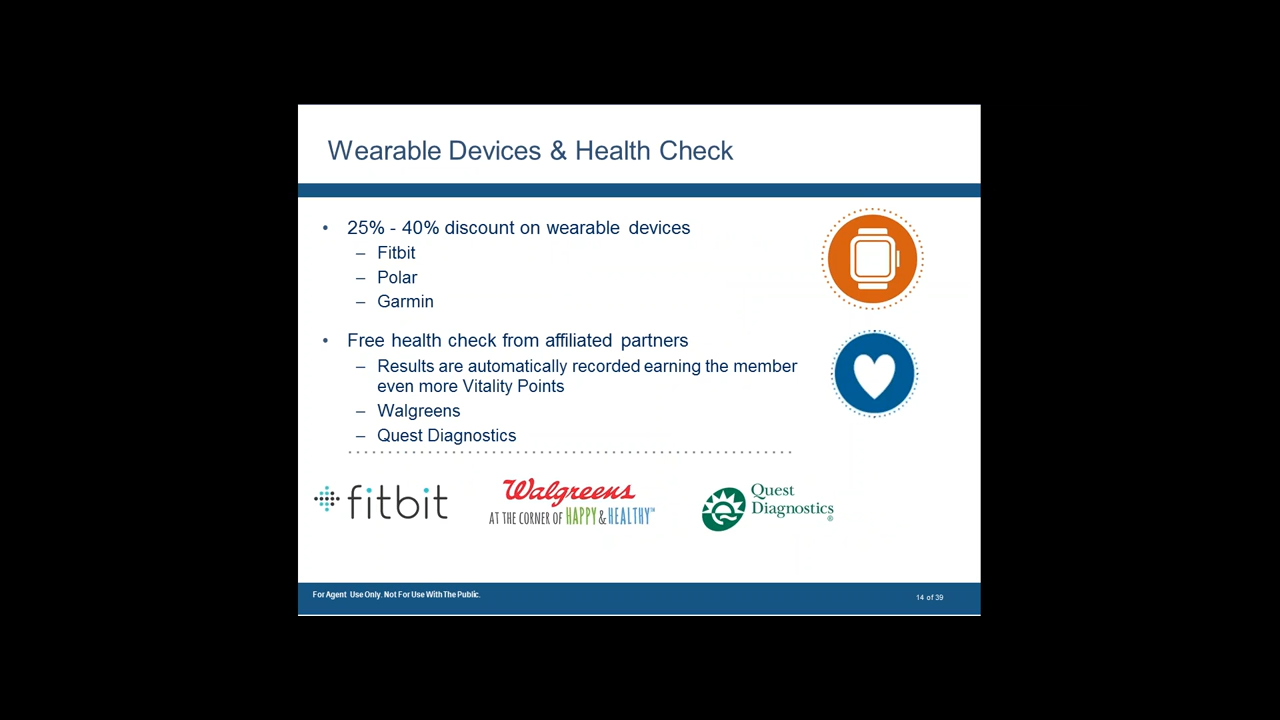 Wearable Devices & Health Check
• 25% - 40% discount on wearable devices
– Fitbit
– Polar
– Garmin
• Free health check from affiliated partners
– Results are automatically recorded earning the member
even more Vitality Points
– Walgreens
– Quest Diagnostics
fitbit
Walgreens
AT THE CORNER OF HAPPY & HEALTHY™
Quest
Diagnostics®
For Agent Use Only. Not For Use With The Public.
14 of 39